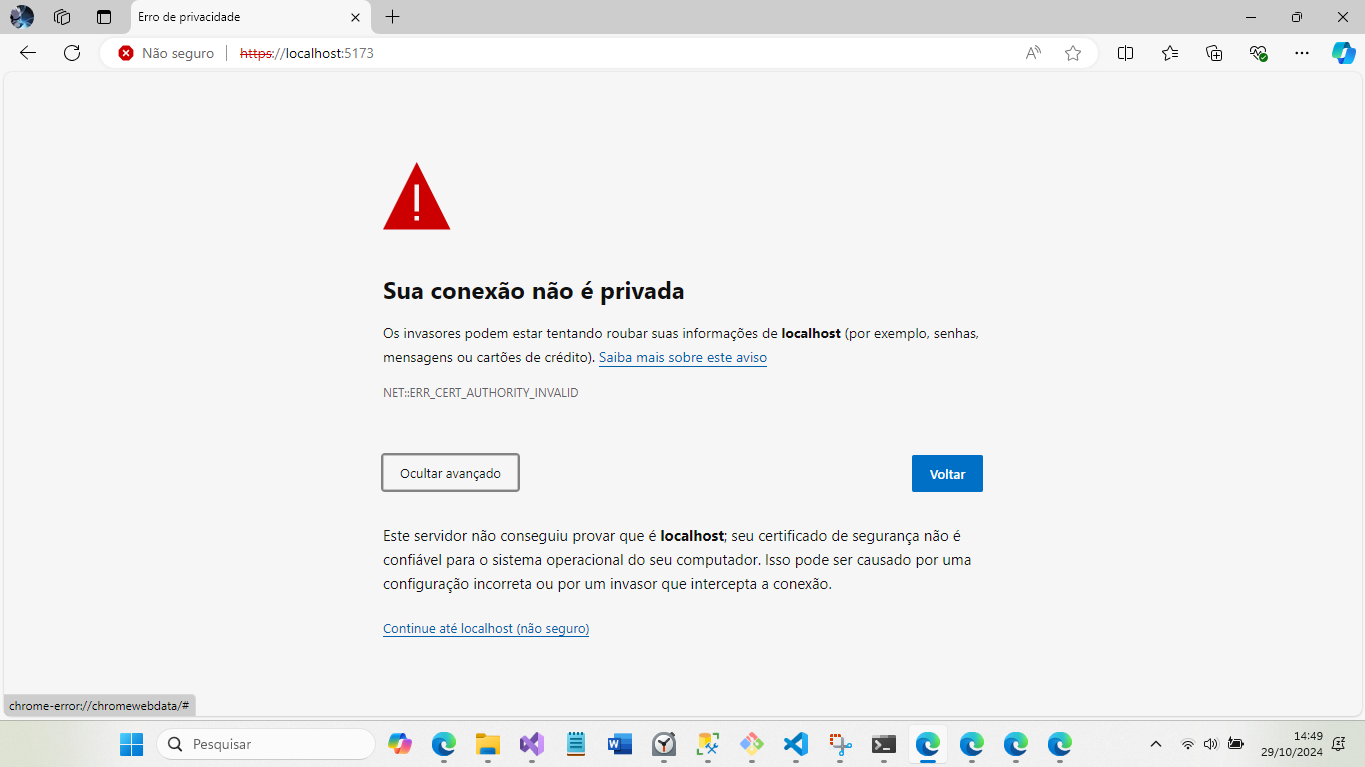 Erro de privacidade
Não seguro
https://localhost:5173
Sua conexão não é privada
Os invasores podem estar tentando roubar suas informações de localhost (por exemplo, senhas,
mensagens ou cartões de crédito). Saiba mais sobre este aviso
NET::ERR_CERT_AUTHORITY_INVALID
Ocultar avançado
Voltar
Este servidor não conseguiu provar que é localhost; seu certificado de segurança não é
confiável para o sistema operacional do seu computador. Isso pode ser causado por uma
configuração incorreta ou por um invasor que intercepta a conexão.
Continue até localhost (não seguro)
chrome-error://chromewebdata/#
Pesquisar
14:49
29/10/2024